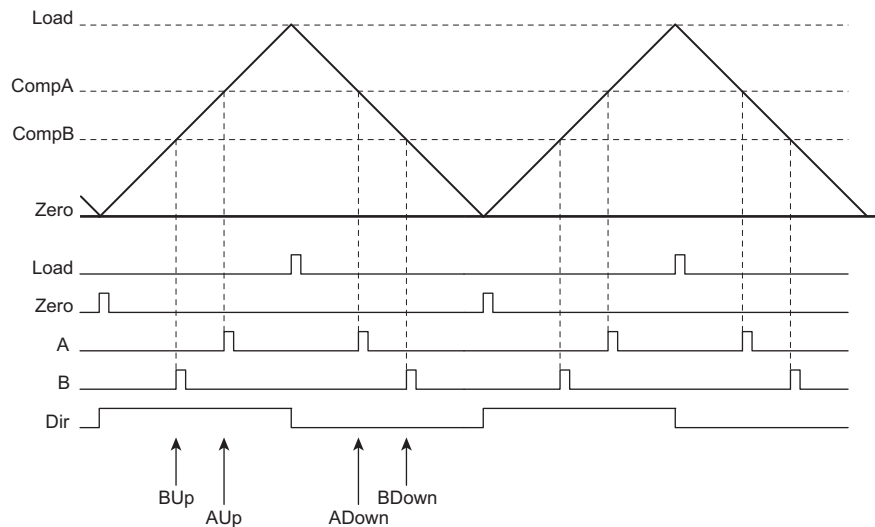 Load
CompA
CompB
Zero
Load
Zero
A
B
Dir
BUp
BDown
AUp
ADown